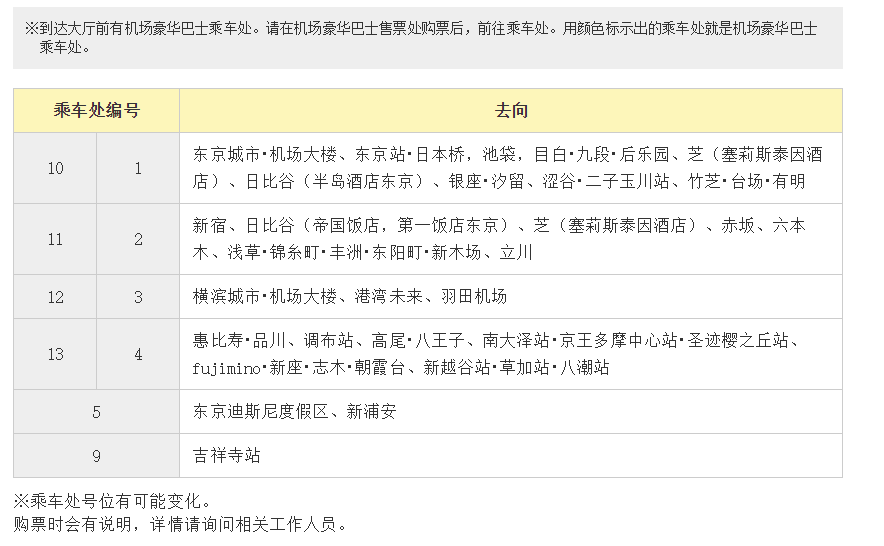 ※到达大厅前有机场豪华巴士乘车处。请在机场豪华巴士售票处购票后，前往乘车处。用颜色标示出的乘车处就是机场豪华巴士
乘车处。
乘车处编号 去向
10 1 东京城市·机场大楼、东京站·日本桥，池袋，目白·九段·后乐园、芝（塞莉斯泰因酒
店）、日比谷（半岛酒店东京）、银座·汐留、涩谷·二子玉川站、竹芝·台场·有明
11 2 新宿、日比谷（帝国饭店，第一饭店东京）、芝（塞莉斯泰因酒店）、赤坂、六本
木、浅草·锦糸町·丰洲·东阳町·新木场、立川
12 3 横滨城市·机场大楼、港湾未来、羽田机场
13 4 惠比寿·品川、调布站、高尾·八王子、南大泽站·京王多摩中心站·圣迹樱之丘站、
fujimino·新座·志木·朝霞台、新越谷站·草加站·八潮站
5 东京迪斯尼度假区、新浦安
9 吉祥寺站
※乘车处号位有可能变化。
购票时会有说明，详情请询问相关工作人员。